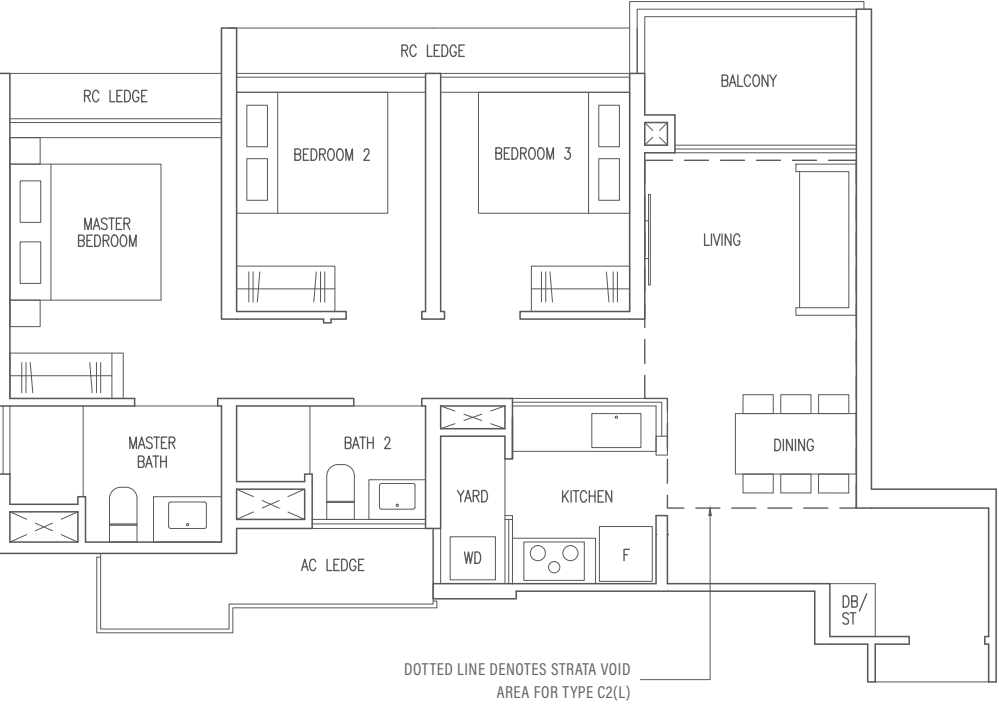 RC LEDGE
RC LEDGE
BALCONY
BEDROOM 2
BEDROOM 3
MASTER
BEDROOM
LIVING
MASTER
BATH
BATH 2
DINING
YARD
KITCHEN
WD
F
AC LEDGE
DB/
ST
DOTTED LINE DENOTES STRATA VOID
AREA FOR TYPE C2(L)